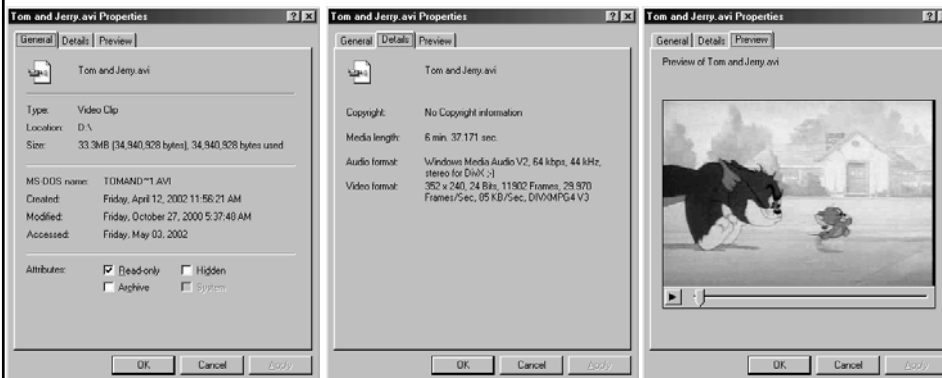 Tom and Jerry.avi Properties
General Details Preview
Tom and Jerry.avi
Type: Video Clip
Location: D:\
Size: 33.3MB (34,940,928 bytes), 34,940,928 bytes used
MS-DOS name: TOMAND~1.AVI
Created: Friday, April 12, 2002 11:56:21 AM
Modified: Friday, October 27, 2000 5:37:48 AM
Accessed: Friday, May 03, 2002
Attributes: Read-only Hidden
Archive System
OK Cancel Apply
Tom and Jerry.avi Properties
General Details Preview
Tom and Jerry.avi
Copyright: No Copyright information
Media length: 6 min. 37.171 sec.
Audio format: Windows Media Audio V2, 64 kbps, 44 kHz,
stereo for DivX ;-)
Video format: 352 x 240, 24 Bits, 11902 Frames, 29.970
Frames/Sec, 85 KB/Sec, DIVXMPG4 V3
OK Cancel Apply
Tom and Jerry.avi Properties
General Details Preview
Preview of Tom and Jerry.avi
OK Cancel Apply